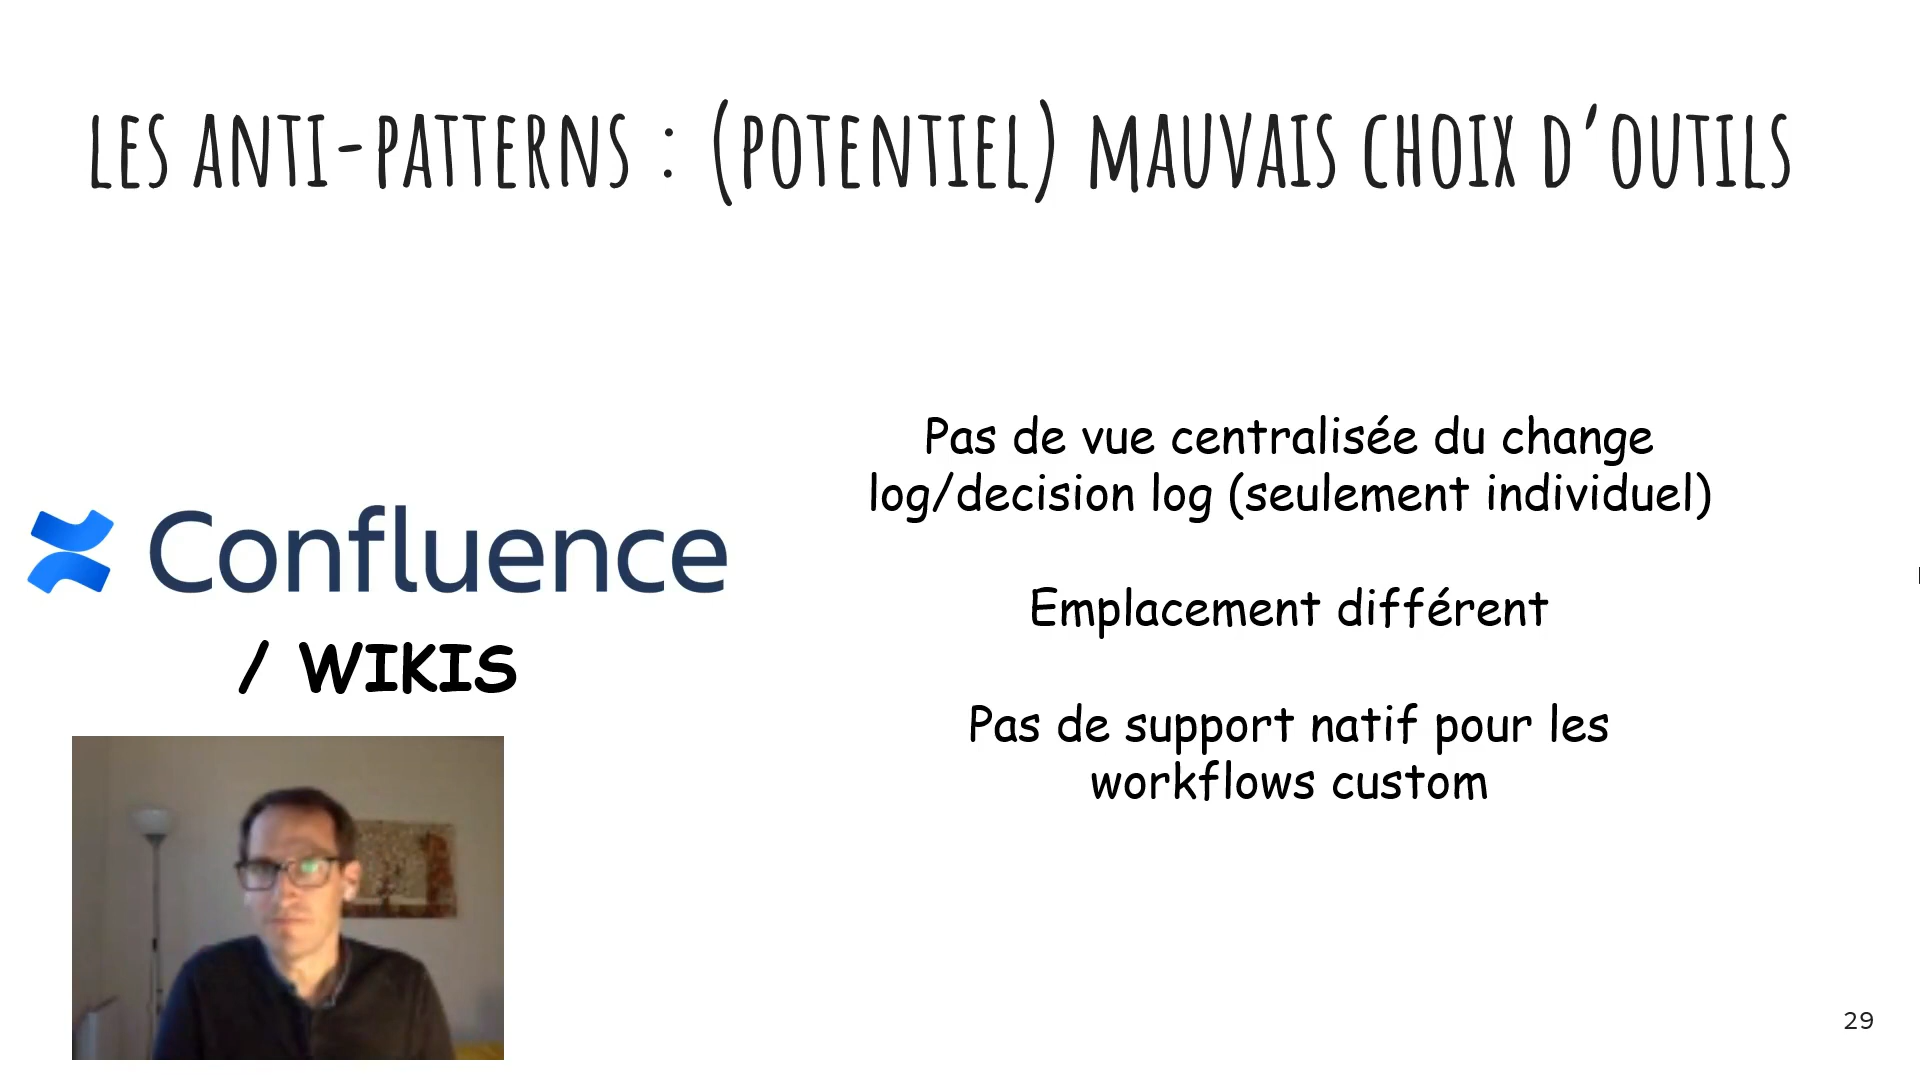 LES ANTI-PATTERNS : (POTENTIEL) MAUVAIS CHOIX D’OUTILS
Pas de vue centralisée du change
log/decision log (seulement individuel)
Confluence
/ WIKIS
Emplacement différent
Pas de support natif pour les
workflows custom
29